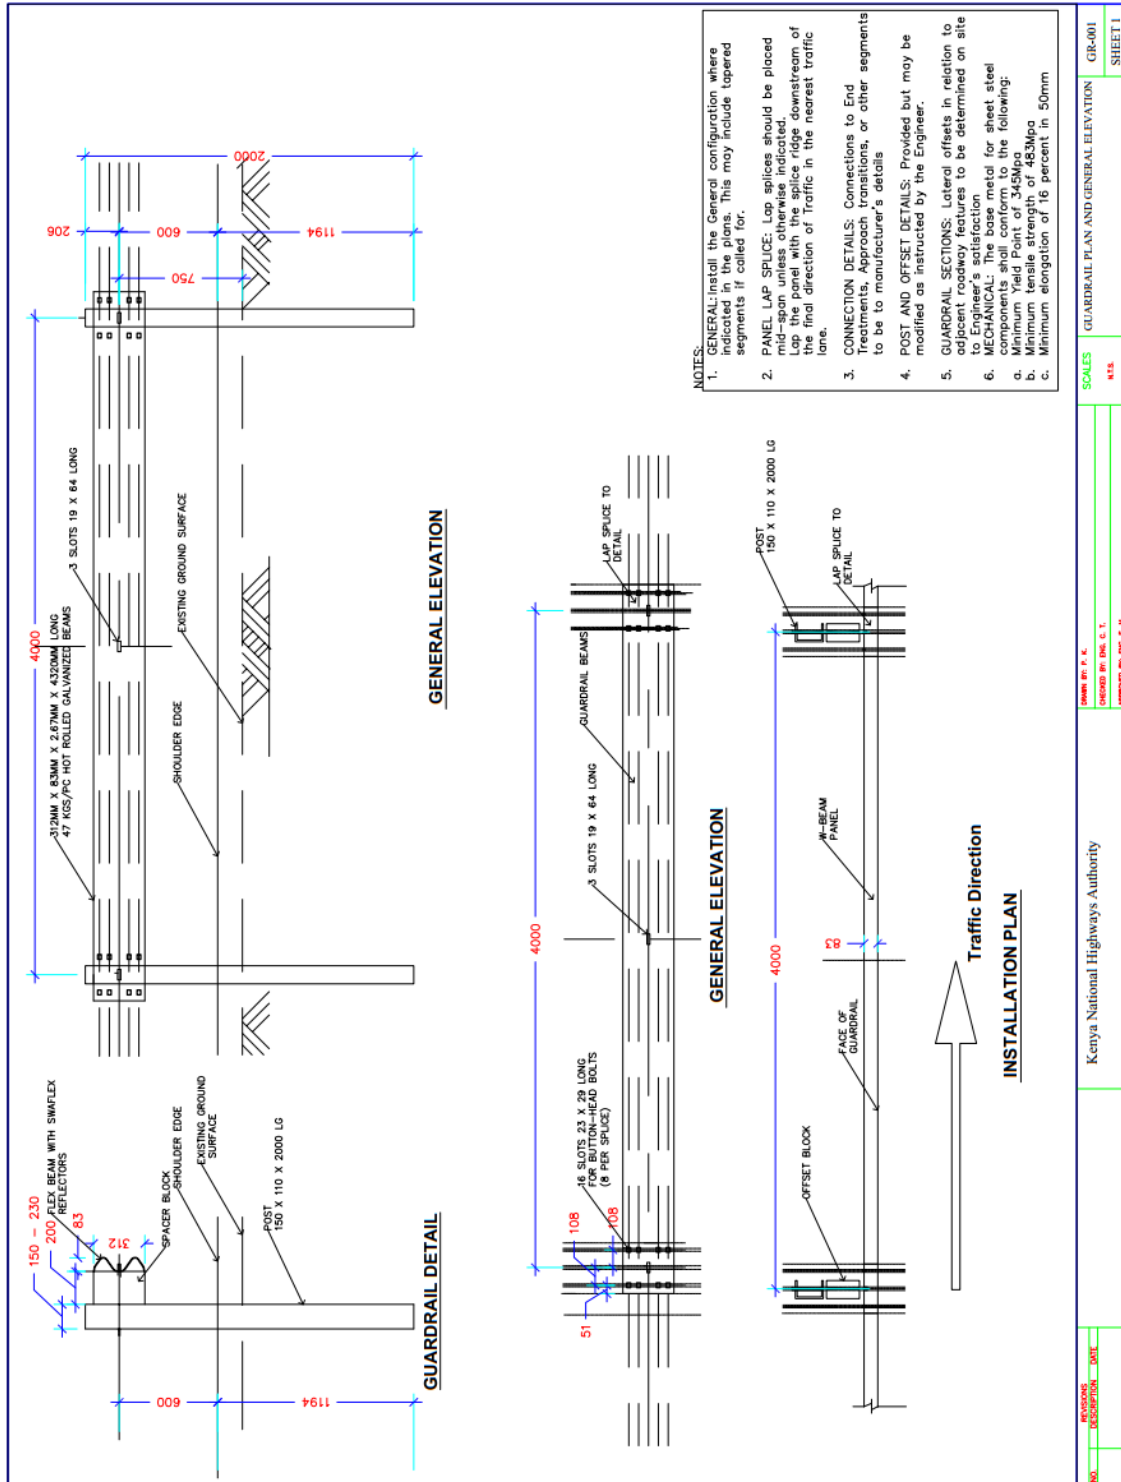 150 - 230
200
83
FLEX BEAM WITH SWAFLEX
REFLECTORS
312
SPACER BLOCK
SHOULDER EDGE
EXISTING GROUND
SURFACE
POST
150 X 110 X 2000 LG
600
1194
GUARDRAIL DETAIL
312MM X 83MM X 2.67MM X 4320MM LONG
47 KGS/PC HOT ROLLED GALVANIZED BEAMS
4000
3 SLOTS 19 X 64 LONG
EXISTING GROUND SURFACE
SHOULDER EDGE
206
600
750
1194
2000
GENERAL ELEVATION
51
108
108
16 SLOTS 23 X 29 LONG
FOR BUTTON-HEAD BOLTS
(8 PER SPLICE)
4000
3 SLOTS 19 X 64 LONG
GUARDRAIL BEAMS
LAP SPLICE TO
DETAIL
GENERAL ELEVATION
OFFSET BLOCK
FACE OF
GUARDRAIL
4000
83
W-BEAM
PANEL
POST
150 X 110 X 2000 LG
LAP SPLICE TO
DETAIL
Traffic Direction
INSTALLATION PLAN
NOTES:
1. GENERAL: Install the General configuration where
indicated in the plans. This may include tapered
segments if called for.
2. PANEL LAP SPLICE: Lap splices should be placed
mid-span unless otherwise indicated.
Lap the panel with the splice ridge downstream of
the final direction of Traffic in the nearest traffic
lane.
3. CONNECTION DETAILS: Connections to End
Treatments, Approach transitions, or other segments
to be to manufacturer's details
4. POST AND OFFSET DETAILS: Provided but may be
modified as instructed by the Engineer.
5. GUARDRAIL SECTIONS: Lateral offsets in relation to
adjacent roadway features to be determined on site
to Engineer's satisfaction
6. MECHANICAL: The base metal for sheet steel
components shall conform to the following:
a. Minimum Yield Point of 345Mpa
b. Minimum tensile strength of 483Mpa
c. Minimum elongation of 16 percent in 50mm
REVISIONS
NO. DESCRIPTION DATE
Kenya National Highways Authority
DRAWN BY: P. K.
CHECKED BY: ENG. C. T.
SCALES
N.T.S.
GUARDRAIL PLAN AND GENERAL ELEVATION
GR-001
SHEET 1